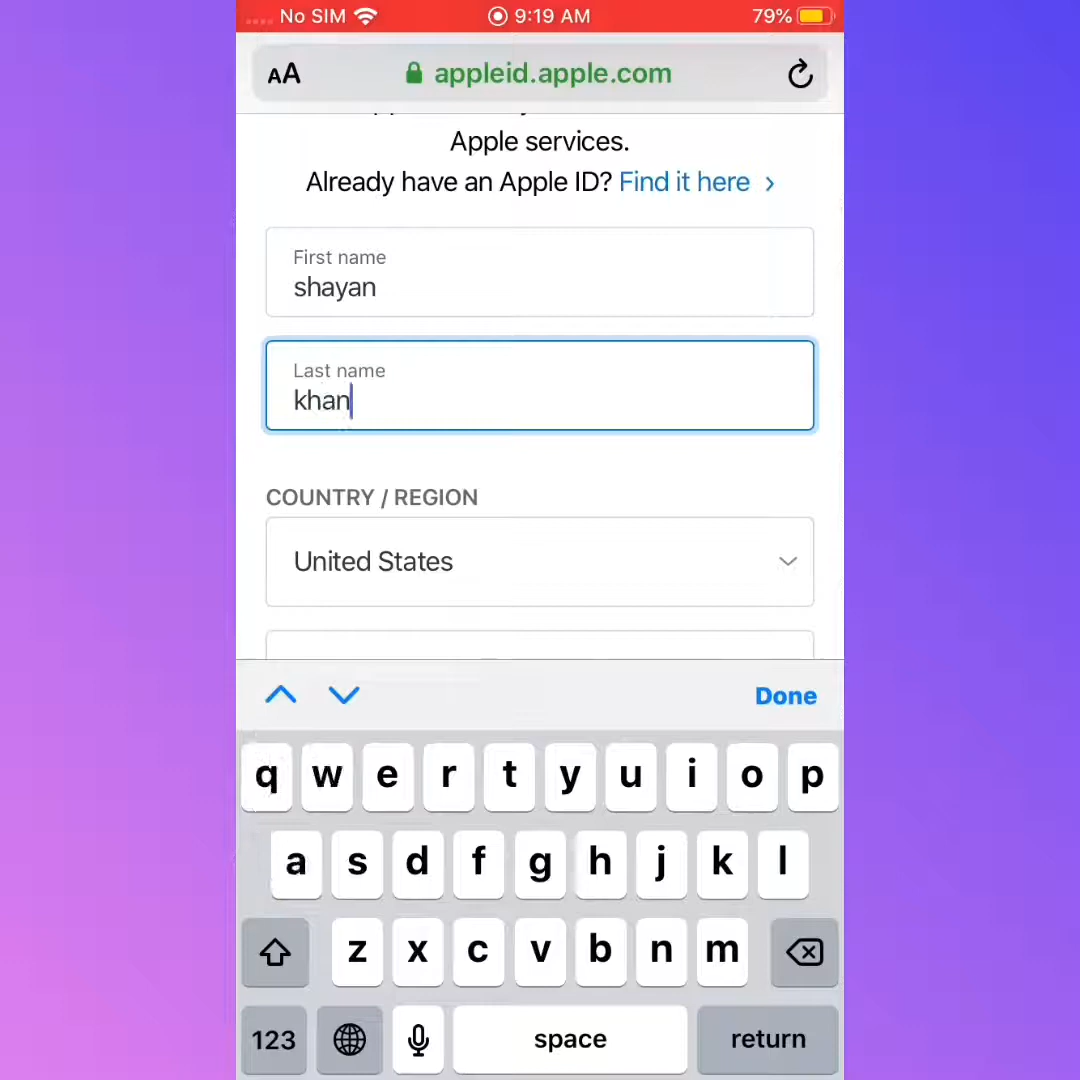 No SIM 9:19 AM 79%
AA appleid.apple.com
Apple services.
Already have an Apple ID? Find it here >
First name
shayan
Last name
khan
COUNTRY / REGION
United States
Done
q w e r t y u i o p
a s d f g h j k l
z x c v b n m
123 space return